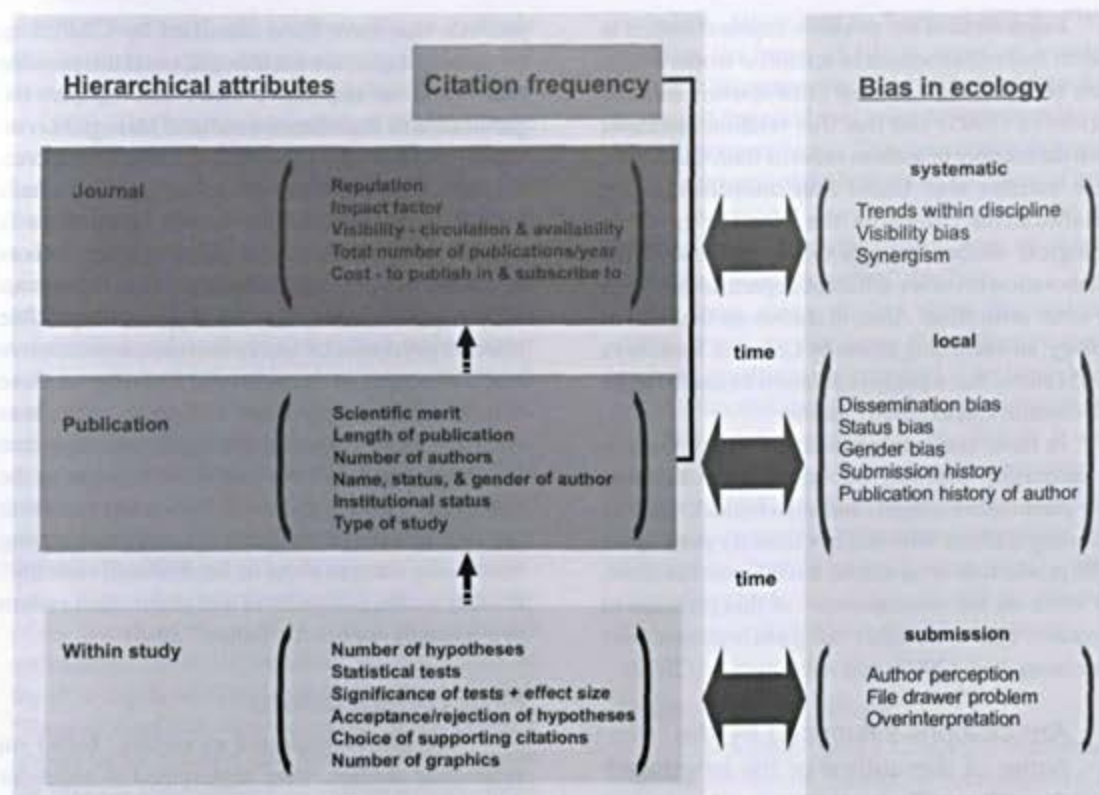 Hierarchical attributes
Citation frequency
Bias in ecology
Journal
Reputation
Impact factor
Visibility - circulation & availability
Total number of publications/year
Cost - to publish in & subscribe to
systematic
Trends within discipline
Visibility bias
Synergism
time
Publication
Scientific merit
Length of publication
Number of authors
Name, status, & gender of author
Institutional status
Type of study
local
Dissemination bias
Status bias
Gender bias
Submission history
Publication history of author
time
Within study
Number of hypotheses
Statistical tests
Significance of tests + effect size
Acceptance/rejection of hypotheses
Choice of supporting citations
Number of graphics
submission
Author perception
File drawer problem
Overinterpretation